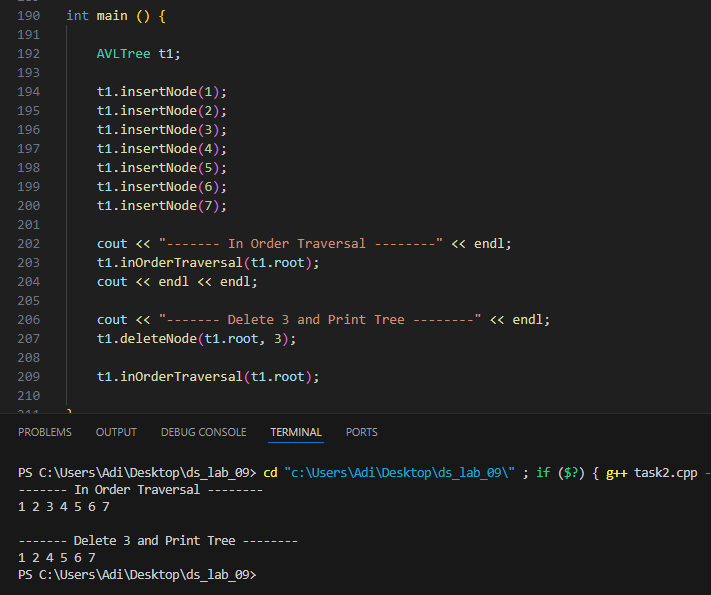 190 int main () {
191
192 AVLTree t1;
193
194 t1.insertNode(1);
195 t1.insertNode(2);
196 t1.insertNode(3);
197 t1.insertNode(4);
198 t1.insertNode(5);
199 t1.insertNode(6);
200 t1.insertNode(7);
201
202 cout << "------- In Order Traversal --------" << endl;
203 t1.inOrderTraversal(t1.root);
204 cout << endl << endl;
205
206 cout << "------- Delete 3 and Print Tree --------" << endl;
207 t1.deleteNode(t1.root, 3);
208
209 t1.inOrderTraversal(t1.root);
210
211 }
PROBLEMS OUTPUT DEBUG CONSOLE TERMINAL PORTS
PS C:\Users\Adi\Desktop\ds_lab_09> cd "c:\Users\Adi\Desktop\ds_lab_09\" ; if ($?) { g++ task2.cpp -
------- In Order Traversal --------
1 2 3 4 5 6 7
------- Delete 3 and Print Tree --------
1 2 4 5 6 7
PS C:\Users\Adi\Desktop\ds_lab_09>